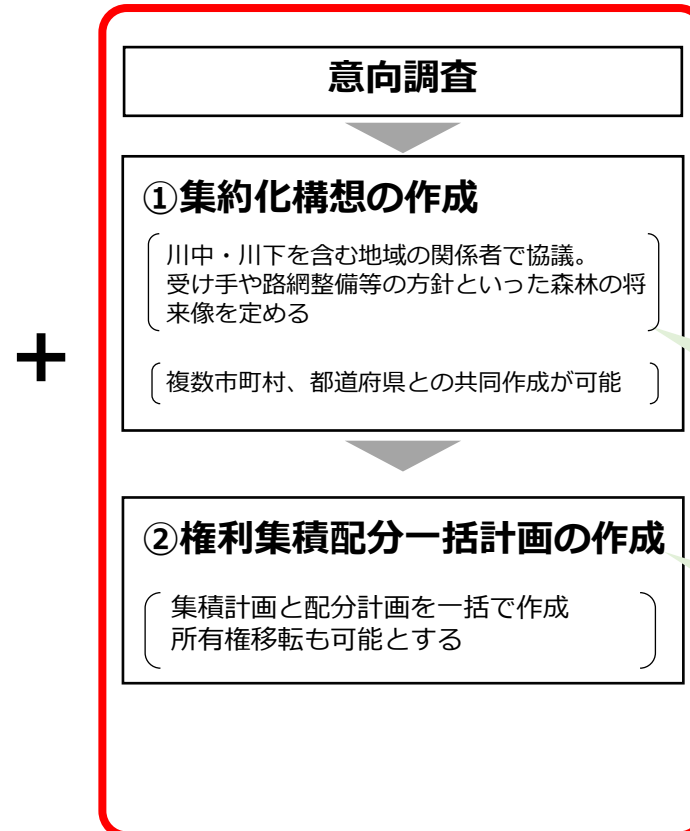 意向調査
①集約化構想の作成
川中・川下を含む地域の関係者で協議。
受け手や路網整備等の方針といった森林の将
来像を定める
+
複数市町村、都道府県との共同作成が可能
②権利集積配分一括計画の作成
集積計画と配分計画を一括で作成
所有権移転も可能とする